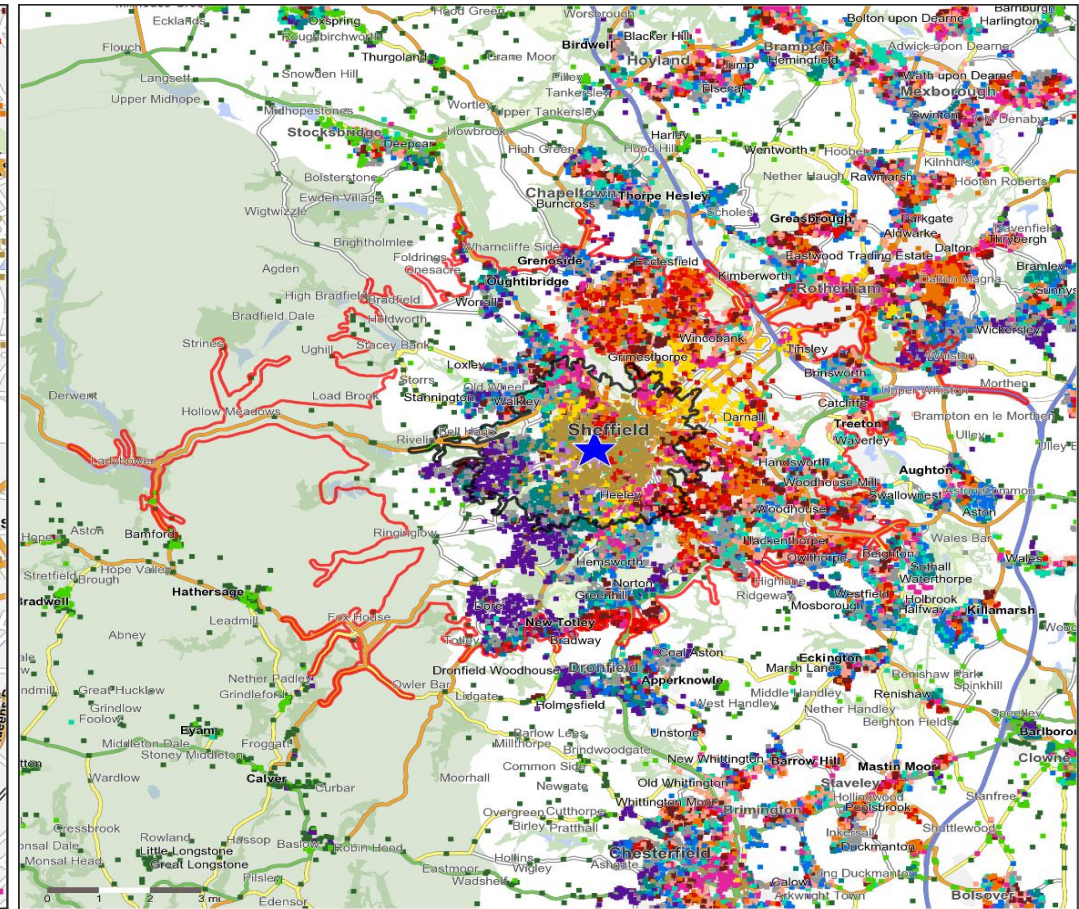 Ecklands
Oxspring
Hood Green
Worsbrough
Barnburgh
Bolton upon Dearne
Harlington
Roughbirchworth
Blacker Hill
Flouch
Thurgoland
Crane Moor
Birdwell
Hoyland
Brampton
Adwick upon Dearne
Hemingfield
Langsett
Snowden Hill
Pilley
Jump
Wath upon Dearne
Tankersley
Elsecar
Mexborough
Upper Midhope
Midhopestones
Wortley
Upper Tankersley
Swinton
Old Denaby
Stocksbridge
Howbrook
Harley
Deepcar
High Green
Hood Hill
Wentworth
Hoober
Kilnhurst
Bolsterstone
Nether Haugh
Rawmarsh
Hooton Roberts
Ewden Village
Chapeltown
Thorpe Hesley
Burncross
Wigtwizzle
Scholes
Greasbrough
Parkgate
Ravenfield
Aldwarke
Thrybergh
Brightholmlee
Wharncliffe Side
Dalton
Foldrings
Grenoside
Ecclesfield
Eastwood Trading Estate
Agden
Onesacre
Kimberworth
Bramley
Oughtibridge
Rotherham
Dalton Magna
High Bradfield
Bradfield
Worrall
Sunnys
Bradfield Dale
Holdworth
Wincobank
Wickersley
Strines
Ughill
Stacey Bank
Grimesthorpe
Tinsley
Whiston
Loxley
Brinsworth
Storrs
Old Wheel
Morthen
Derwent
Load Brook
Stannington
Walkley
Upper Whiston
Catcliffe
Hollow Meadows
Darnall
Brampton en le Morthen
Sheffield
Treeton
Rivelin
Bell Hagg
Waverley
Ulley
Ladybower
Handsworth
Aughton
Woodhouse Mill
Heeley
Swallownest
Aston Common
Woodhouse
Aston
Hope
Aston
Bamford
Ringinglow
Hackenthorpe
Wales Bar
Owlthorpe
Beighton
Hope Valley
Hemsworth
Sothall
Wales
Stretfield
Brough
Highlane
Waterthorpe
Norton
Bradwell
Hathersage
Greenhill
Ridgeway
Westfield
Holbrook
Dore
Mosborough
Halfway
Killamarsh
Leadmill
Fox House
New Totley
Abney
Totley
Bradway
Coal Aston
Eckington
Dronfield Woodhouse
Dronfield
Marsh Lane
Renishaw Park
Nether Padley
Owler Bar
Apperknowle
Spinkhill
Great Hucklow
Grindleford
Lidgate
Middle Handley
Renishaw
Holmesfield
West Handley
Grindlow
Nether Handley
Foolow
Beighton Fields
Eyam
Barlow Lees
Unstone
Middleton Dale
Froggatt
Millthorpe
Brindwoodgate
Stoney Middleton
Common Side
New Whittington
Barrow Hill
Mastin Moor
Clowne
Wardlow
Calver
Moorhall
Newgate
Old Whittington
Staveley
Curbar
Hollingwood
Stanfree
Whittington Moor
Poolsbrook
Overgreen
Cutthorpe
Brimington
Cressbrook
Birley
Pratthall
Inkersall
Shuttlewood
Rowland
Hassop
Baslow
Robin Hood
Duckmanton
Little Longstone
Hollins
Chesterfield
Monsal Head
Great Longstone
Eastmoor
Wigley
Ashgate
Long Duckmanton
Pilsley
Wadshelf
Calow
Arkwright Town
Bolsover
Edensor
0 1 2 3 mi